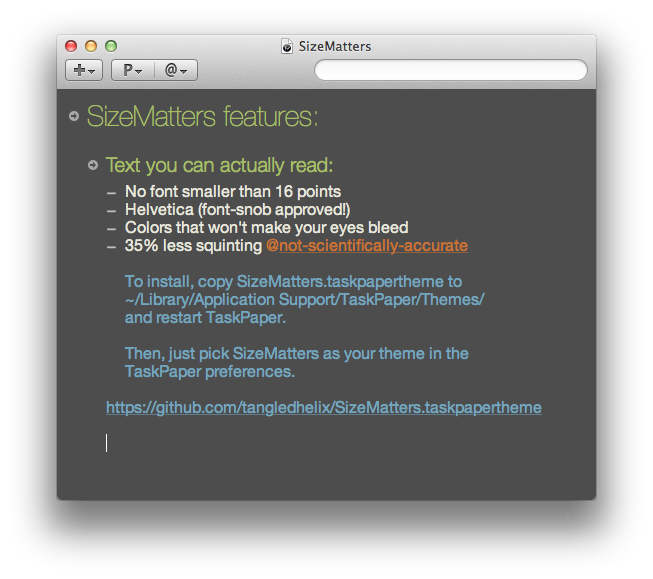 SizeMatters
P
@
SizeMatters features:
Text you can actually read:
– No font smaller than 16 points
– Helvetica (font-snob approved!)
– Colors that won't make your eyes bleed
– 35% less squinting @not-scientifically-accurate
To install, copy SizeMatters.taskpapertheme to
~/Library/Application Support/TaskPaper/Themes/
and restart TaskPaper.
Then, just pick SizeMatters as your theme in the
TaskPaper preferences.
https://github.com/tangledhelix/SizeMatters.taskpapertheme